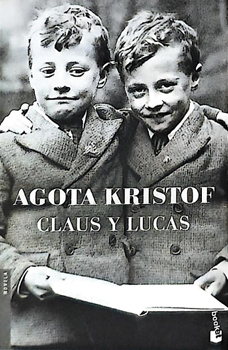 AGOTA KRISTOF
CLAUS Y LUCAS
NOVELA
booket